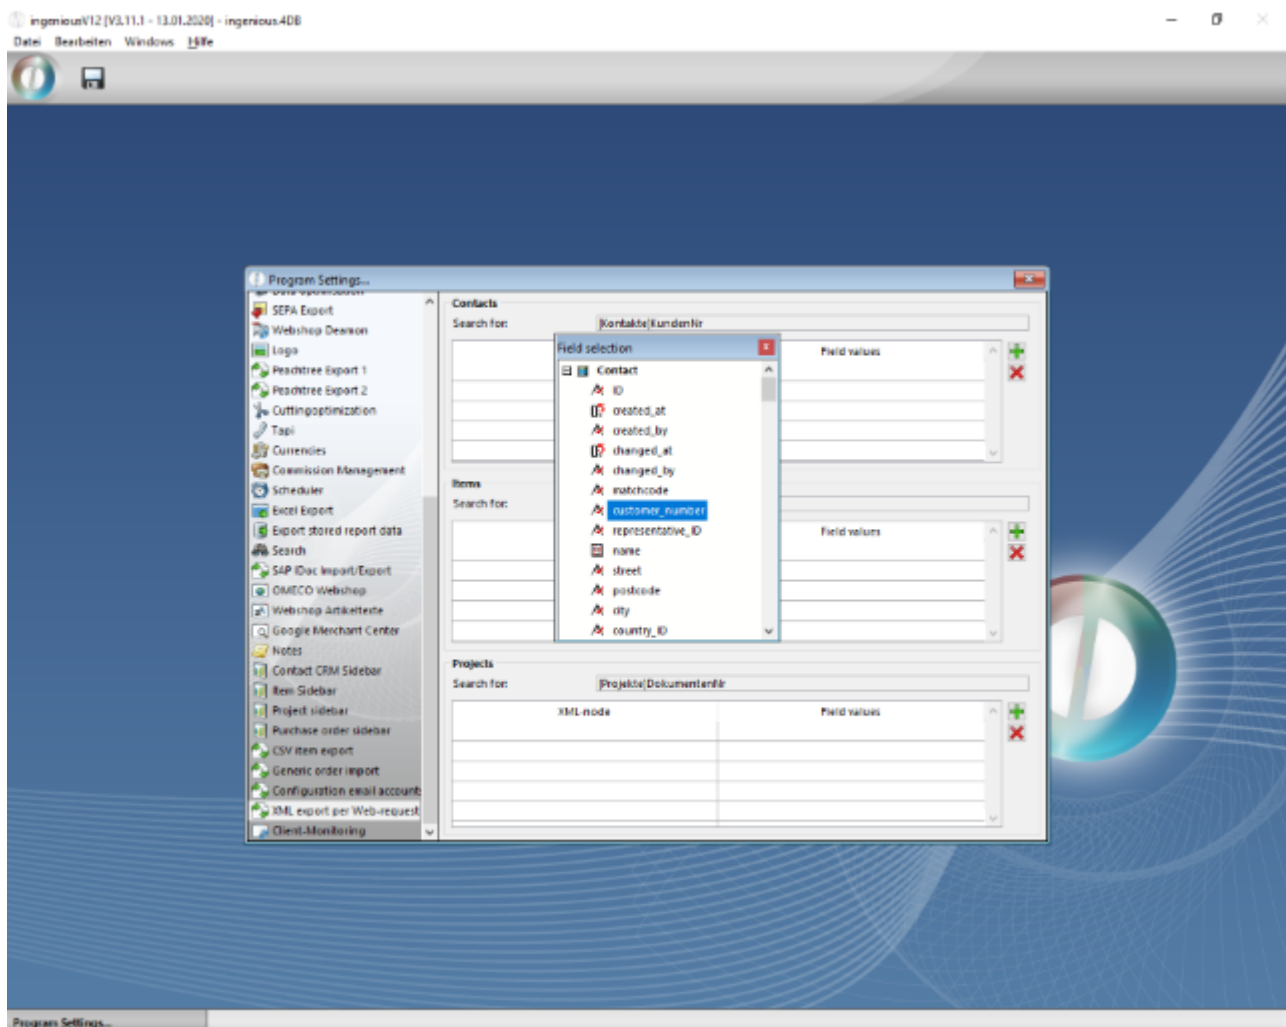 ingeniousV12 [V3.11.1 - 13.01.2020] - ingenious.4DB
Datei Bearbeiten Windows Hilfe
Program Settings...
Data optimisation
SEPA Export
Webshop Deamon
Logo
Peachtree Export 1
Peachtree Export 2
Cuttingoptimization
Tapi
Currencies
Commission Management
Scheduler
Excel Export
Export stored report data
Search
SAP IDoc Import/Export
OMECO Webshop
Webshop Artikeltexte
Google Merchant Center
Notes
Contact CRM Sidebar
Item Sidebar
Project sidebar
Purchase order sidebar
CSV item export
Generic order import
Configuration email accounts
XML export per Web-request
Client-Monitoring
Contacts
Search for: |Kontakte|KundenNr
Field values
Field selection
Contact
ID
created_at
created_by
changed_at
changed_by
matchcode
customer_number
representative_ID
name
street
postcode
city
country_ID
Items
Search for:
Field values
Projects
Search for: |Projekte|DokumentenNr
XML-node Field values
Program Settings...